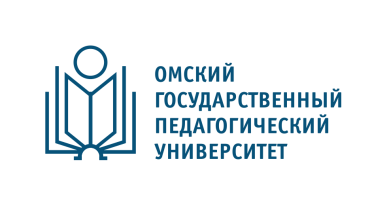 ОМСКИЙ
ГОСУДАРСТВЕННЫЙ
ПЕДАГОГИЧЕСКИЙ
УНИВЕРСИТЕТ